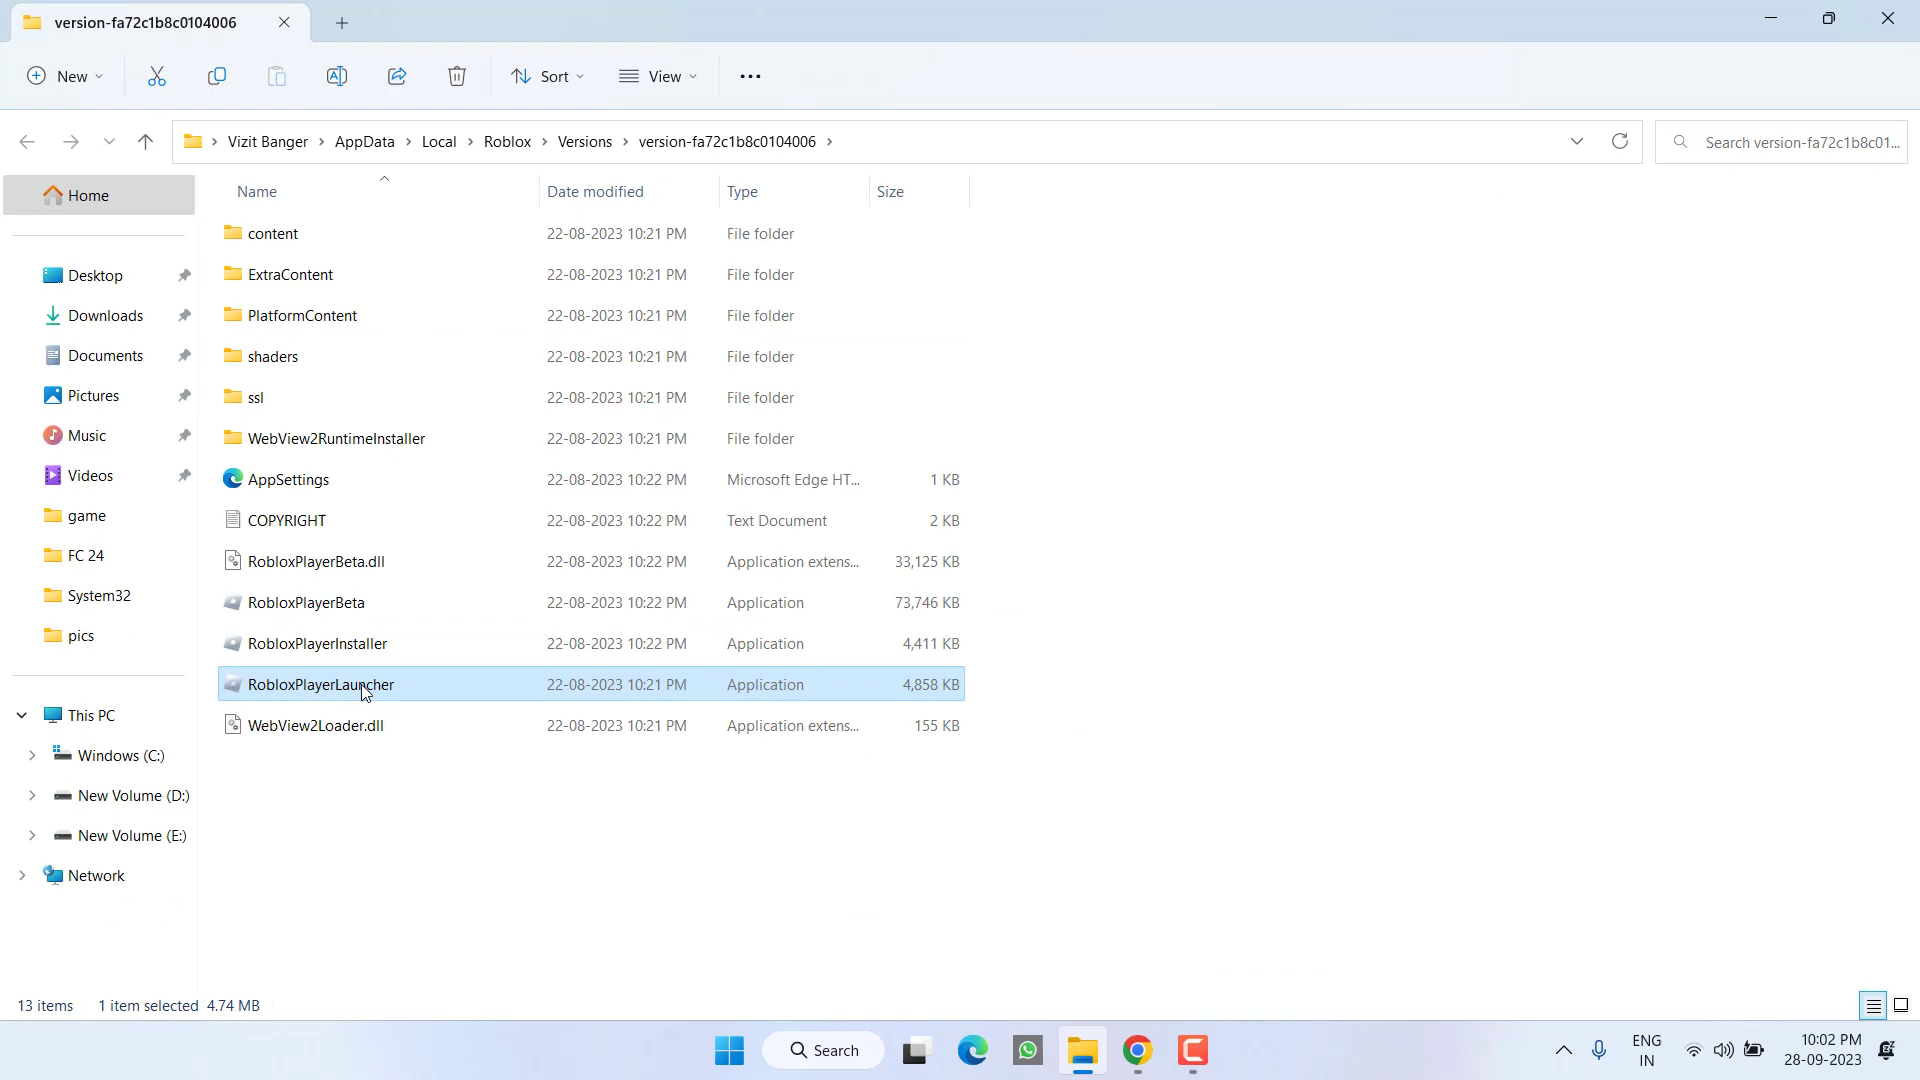 version-fa72c1b8c0104006
New
Sort
View
Vizit Banger > AppData > Local > Roblox > Versions > version-fa72c1b8c0104006 >
Search version-fa72c1b8c01...
Home
Desktop
Downloads
Documents
Pictures
Music
Videos
game
FC 24
System32
pics
This PC
Windows (C:)
New Volume (D:)
New Volume (E:)
Network
Name Date modified Type Size
content 22-08-2023 10:21 PM File folder
ExtraContent 22-08-2023 10:21 PM File folder
PlatformContent 22-08-2023 10:21 PM File folder
shaders 22-08-2023 10:21 PM File folder
ssl 22-08-2023 10:21 PM File folder
WebView2RuntimeInstaller 22-08-2023 10:21 PM File folder
AppSettings 22-08-2023 10:22 PM Microsoft Edge HT... 1 KB
COPYRIGHT 22-08-2023 10:22 PM Text Document 2 KB
RobloxPlayerBeta.dll 22-08-2023 10:22 PM Application extens... 33,125 KB
RobloxPlayerBeta 22-08-2023 10:22 PM Application 73,746 KB
RobloxPlayerInstaller 22-08-2023 10:22 PM Application 4,411 KB
RobloxPlayerLauncher 22-08-2023 10:21 PM Application 4,858 KB
WebView2Loader.dll 22-08-2023 10:21 PM Application extens... 155 KB
13 items 1 item selected 4.74 MB
Search
ENG
IN
10:02 PM
28-09-2023